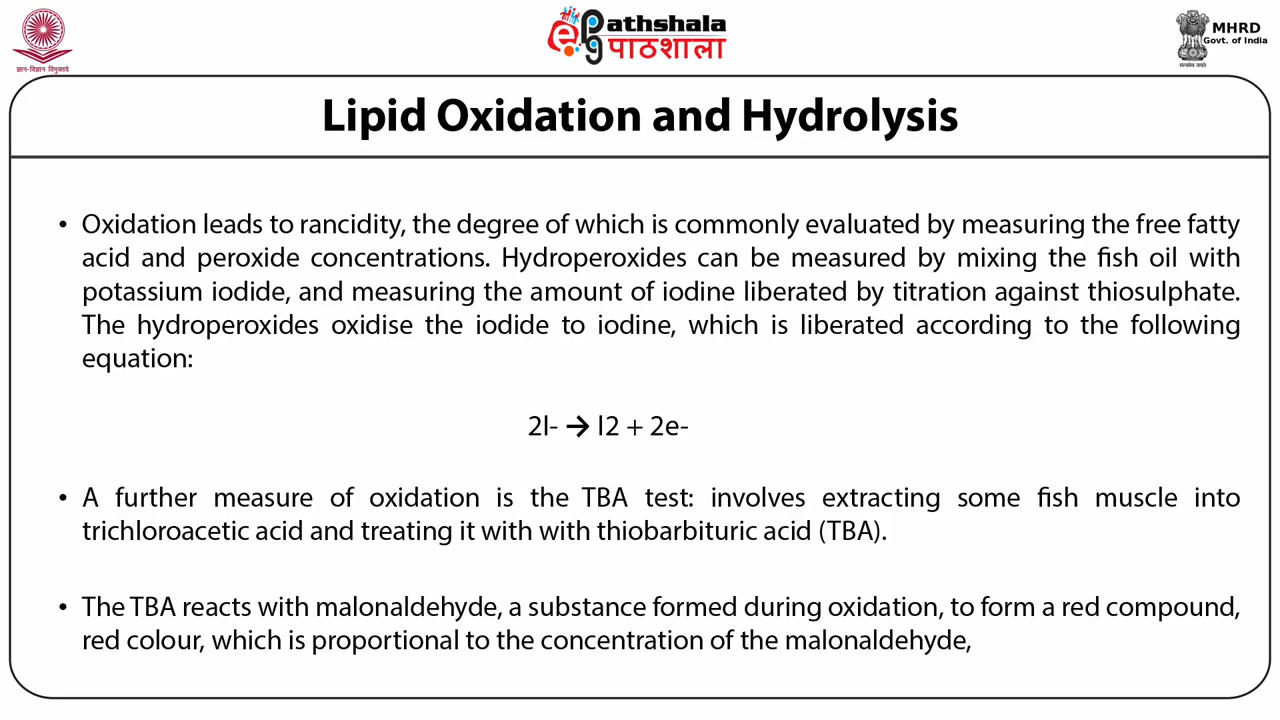 ज्ञान-विज्ञान विमुक्तये
ePathshala
पाठशाला
MHRD
Govt. of India
सत्यमेव जयते
Lipid Oxidation and Hydrolysis
• Oxidation leads to rancidity, the degree of which is commonly evaluated by measuring the free fatty
acid and peroxide concentrations. Hydroperoxides can be measured by mixing the fish oil with
potassium iodide, and measuring the amount of iodine liberated by titration against thiosulphate.
The hydroperoxides oxidise the iodide to iodine, which is liberated according to the following
equation:
2I- → I2 + 2e-
• A further measure of oxidation is the TBA test: involves extracting some fish muscle into
trichloroacetic acid and treating it with with thiobarbituric acid (TBA).
• The TBA reacts with malonaldehyde, a substance formed during oxidation, to form a red compound,
red colour, which is proportional to the concentration of the malonaldehyde,